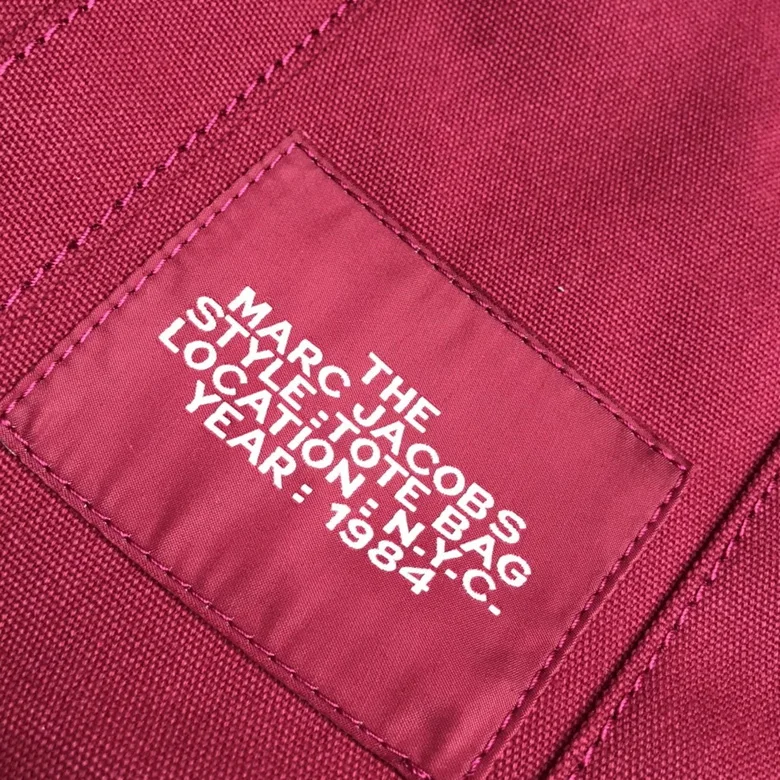 THE
MARC JACOBS
STYLE :TOTE BAG
LOCATION : N.Y.C.
YEAR : 1984